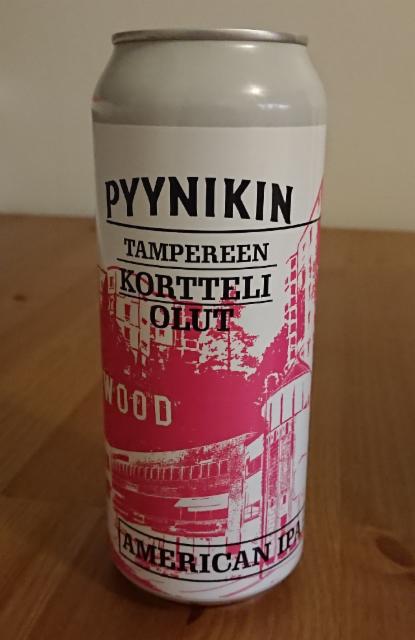 PYYNIKIN
TAMPEREEN
KORTTELI
OLUT
WOOD
AMERICAN IPA